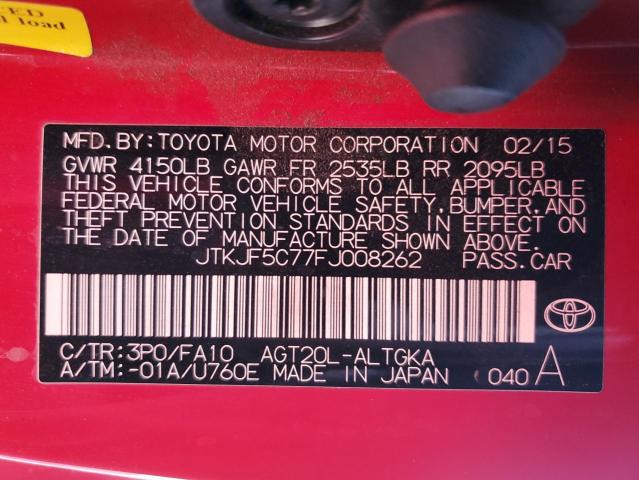 l load
MFD.BY:TOYOTA MOTOR CORPORATION 02/15
GVWR 4150LB GAWR FR 2535LB RR 2095LB
THIS VEHICLE CONFORMS TO ALL APPLICABLE
FEDERAL MOTOR VEHICLE SAFETY,BUMPER,AND
THEFT PREVENTION STANDARDS IN EFFECT ON
THE DATE OF MANUFACTURE SHOWN ABOVE.
JTKJF5C77FJ008262 PASS.CAR
C/TR:3P0/FA10 AGT20L-ALTGKA
A/TM:-01A/U760E MADE IN JAPAN 040 A